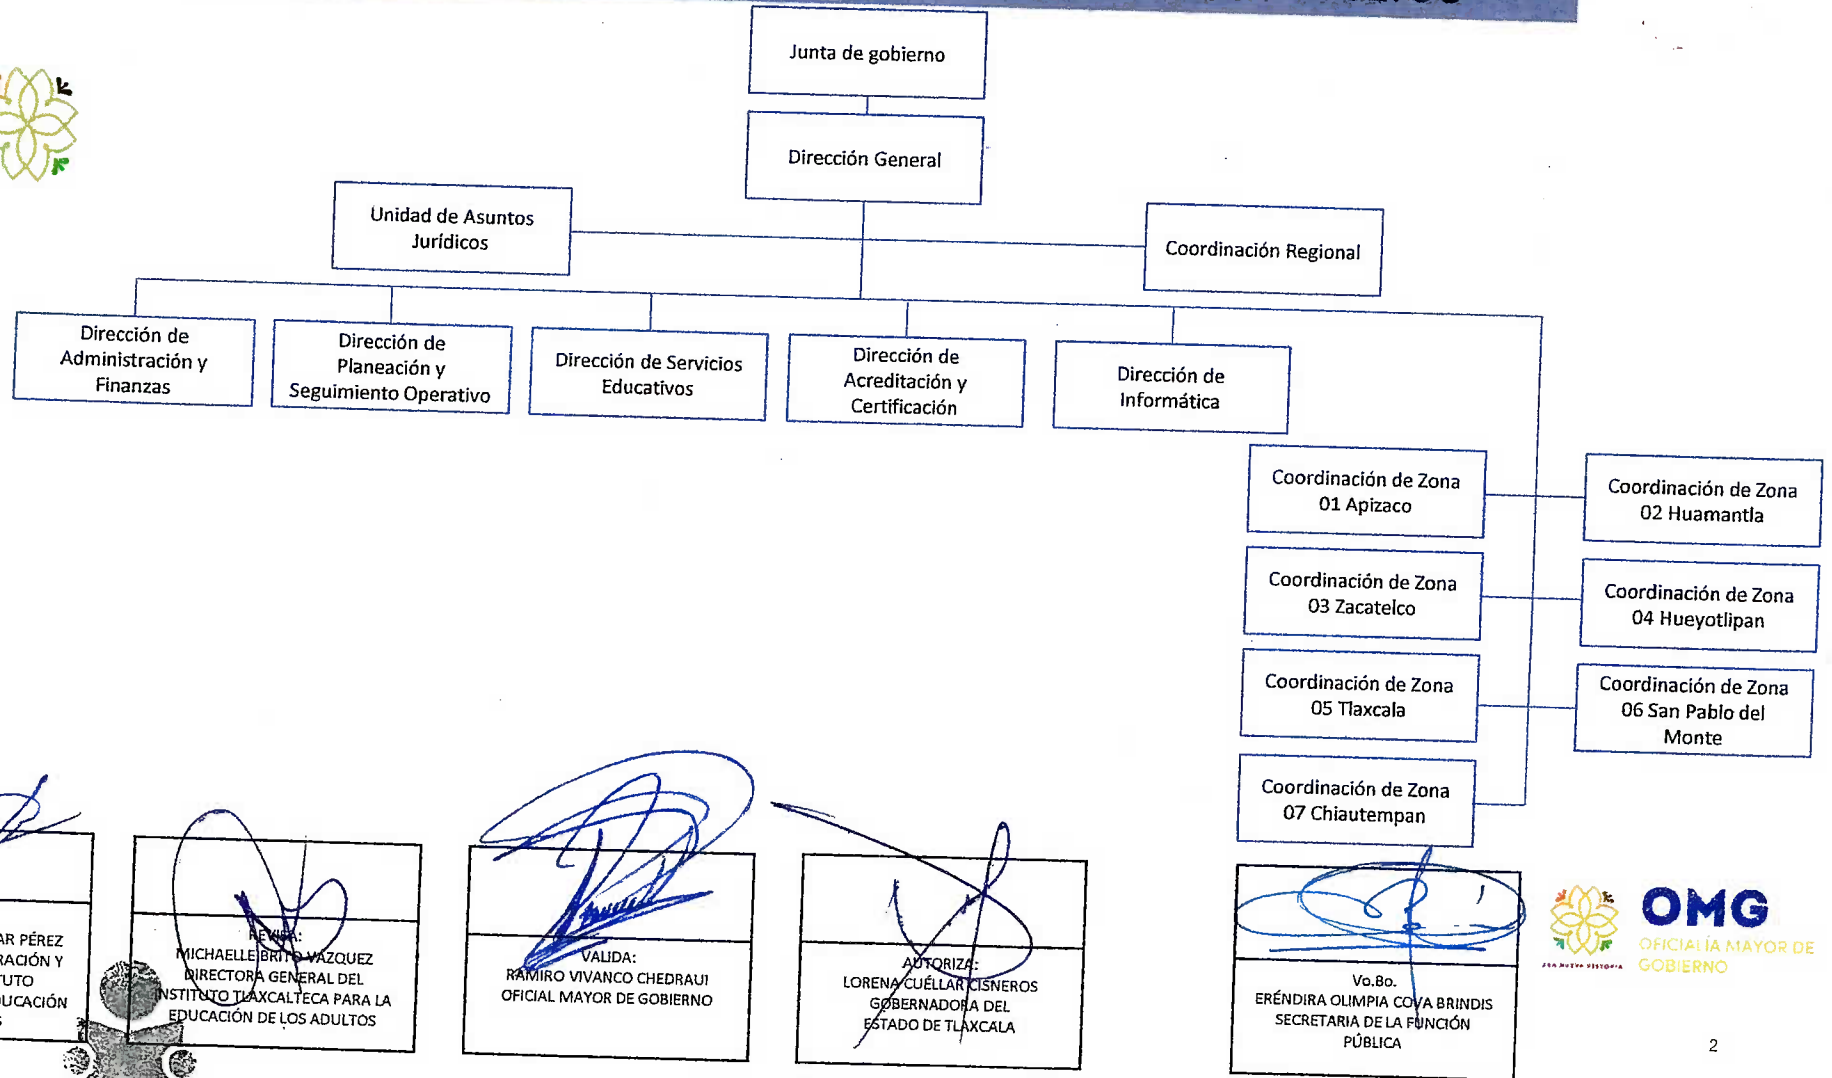 Junta de gobierno
Dirección General
Unidad de Asuntos
Jurídicos
Coordinación Regional
Dirección de
Administración y
Finanzas
Dirección de
Planeación y
Seguimiento Operativo
Dirección de Servicios
Educativos
Dirección de
Acreditación y
Certificación
Dirección de
Informática
Coordinación de Zona
01 Apizaco
Coordinación de Zona
02 Huamantla
Coordinación de Zona
03 Zacatelco
Coordinación de Zona
04 Hueyotlipan
Coordinación de Zona
05 Tlaxcala
Coordinación de Zona
06 San Pablo del
Monte
Coordinación de Zona
07 Chiautempan
AR PÉREZ
RACIÓN Y
TUTO
DUCACIÓN
S
REVISA:
MICHAELLE BRITO VÁZQUEZ
DIRECTORA GENERAL DEL
INSTITUTO TLAXCALTECA PARA LA
EDUCACIÓN DE LOS ADULTOS
VALIDA:
RAMIRO VIVANCO CHEDRAUI
OFICIAL MAYOR DE GOBIERNO
AUTORIZA:
LORENA CUÉLLAR CISNEROS
GOBERNADORA DEL
ESTADO DE TLAXCALA
Vo.Bo.
ERÉNDIRA OLIMPIA COVA BRINDIS
SECRETARIA DE LA FUNCIÓN
PÚBLICA
OMG
OFICIALÍA MAYOR DE
GOBIERNO
UNA NUEVA HISTORIA
2